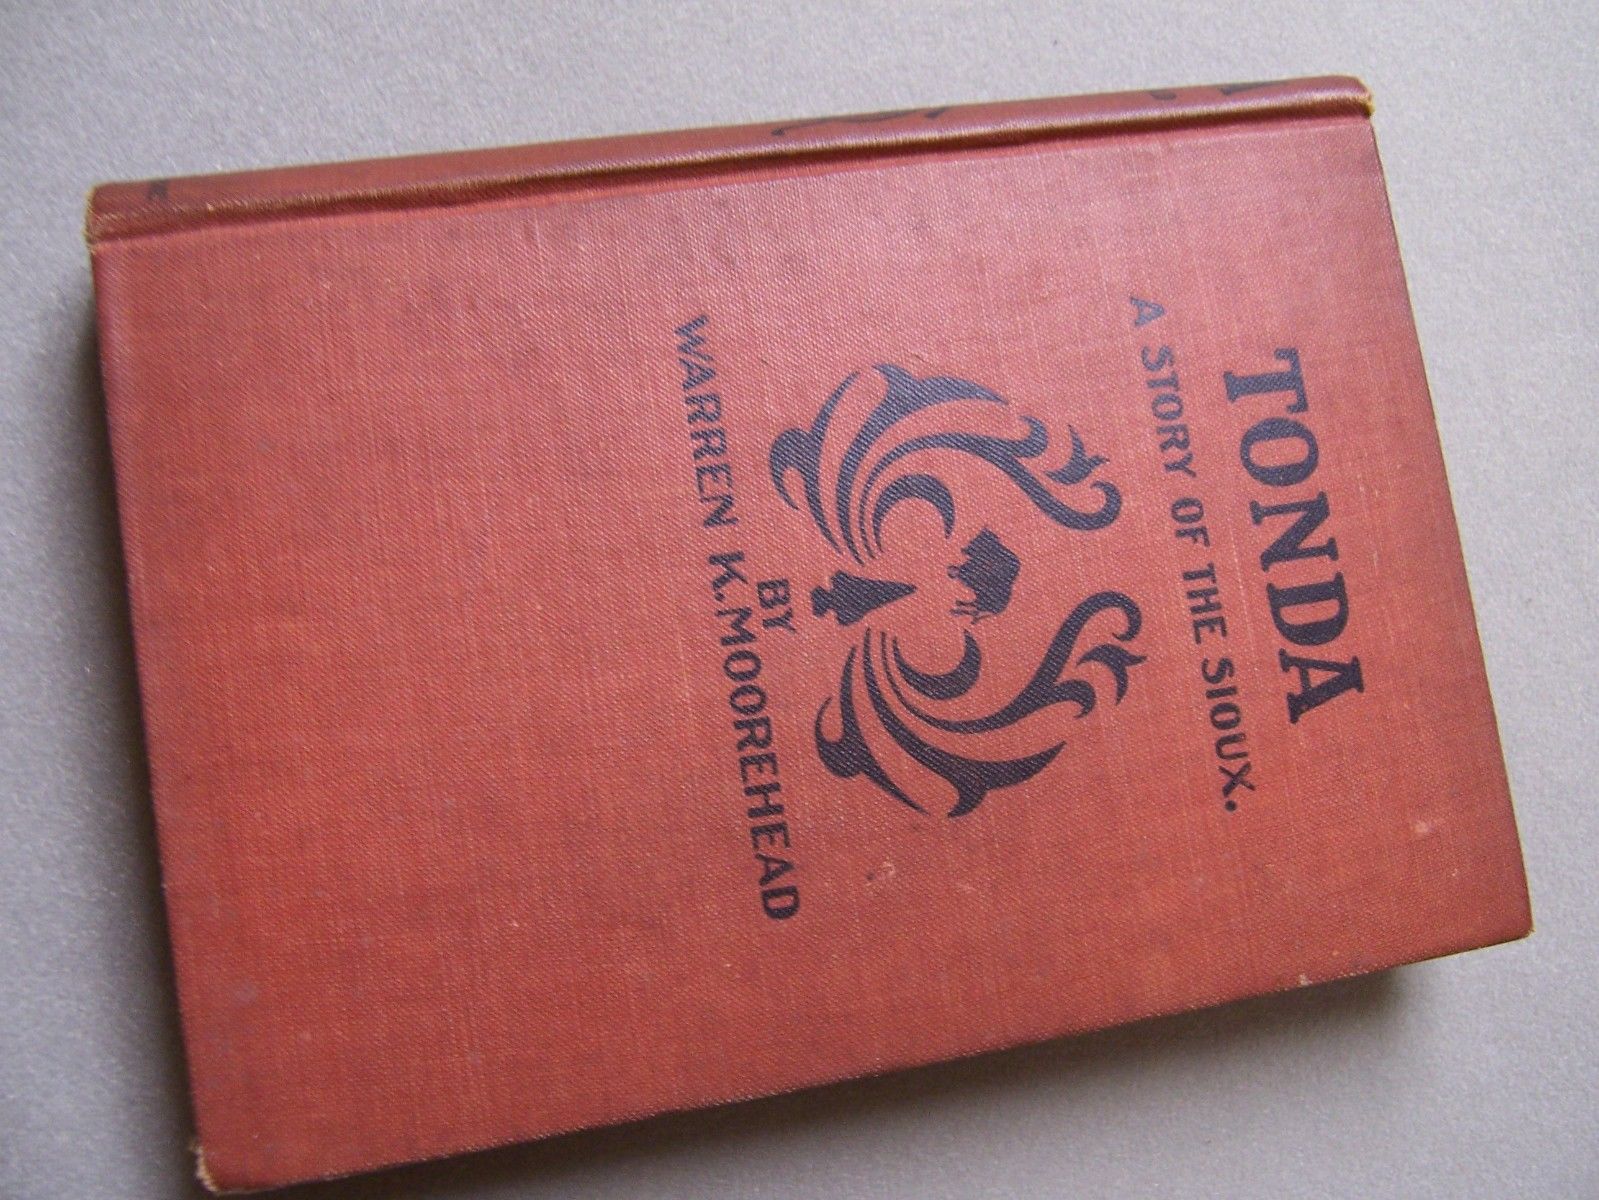 TONDA
A STORY OF THE SIOUX.
BY
WARREN K. MOOREHEAD